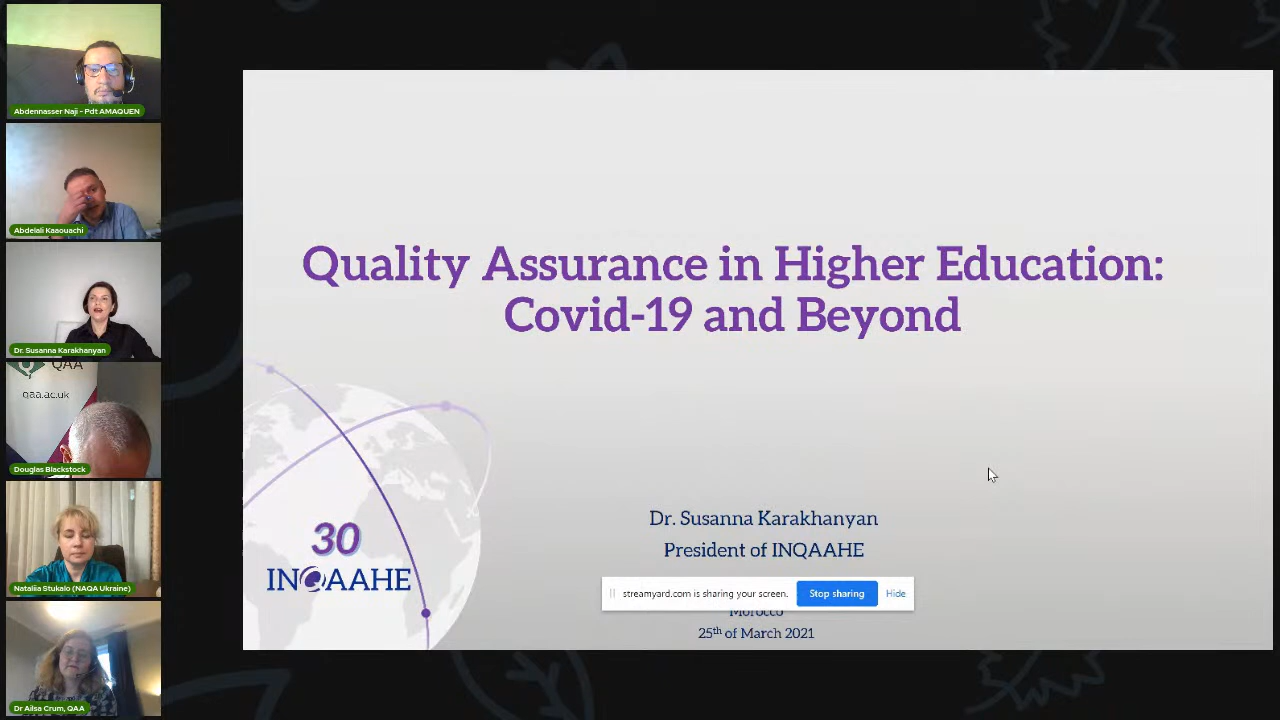 Abdennasser Naji - Pdt AMAQUEN
Abdelali Kaaouachi
Dr. Susanna Karakhanyan
QAA
qaa.ac.uk
Douglas Blackstock
Nataliia Stukalo (NAQA Ukraine)
Dr Ailsa Crum, QAA
Quality Assurance in Higher Education:
Covid-19 and Beyond
30
INQAAHE
Dr. Susanna Karakhanyan
President of INQAAHE
streamyard.com is sharing your screen.
Stop sharing
Hide
Morocco
25th of March 2021